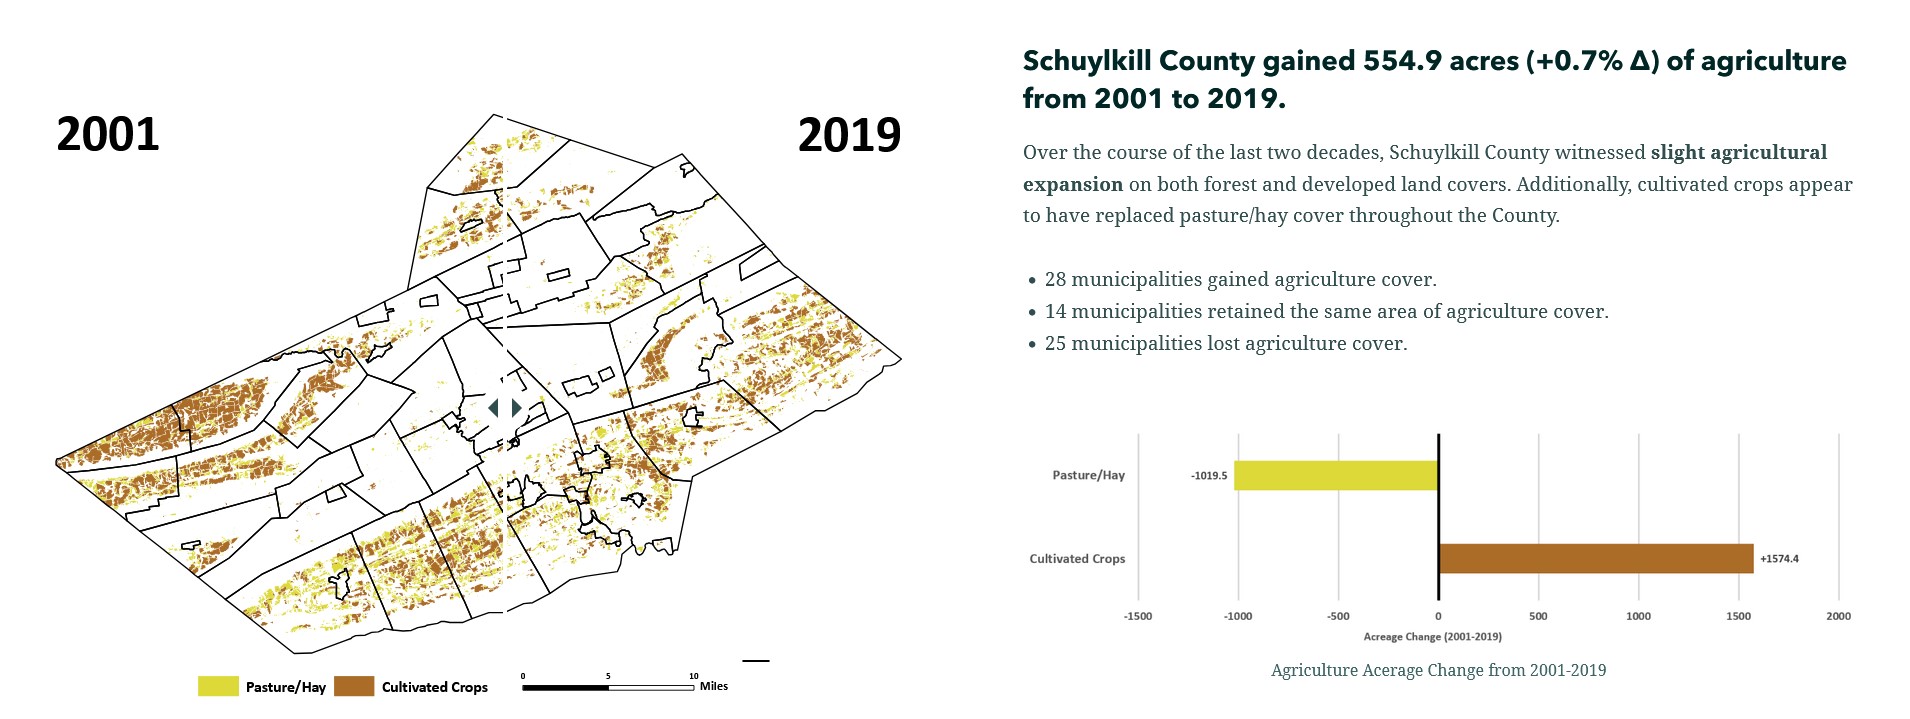 2001
2019
Pasture/Hay
Cultivated Crops
0
5
10
Miles
Schuylkill County gained 554.9 acres (+0.7% Δ) of agriculture
from 2001 to 2019.
Over the course of the last two decades, Schuylkill County witnessed slight agricultural
expansion on both forest and developed land covers. Additionally, cultivated crops appear
to have replaced pasture/hay cover throughout the County.
• 28 municipalities gained agriculture cover.
• 14 municipalities retained the same area of agriculture cover.
• 25 municipalities lost agriculture cover.
Pasture/Hay
-1019.5
Cultivated Crops
+1574.4
-1500
-1000
-500
0
500
1000
1500
2000
Acreage Change (2001-2019)
Agriculture Acerage Change from 2001-2019